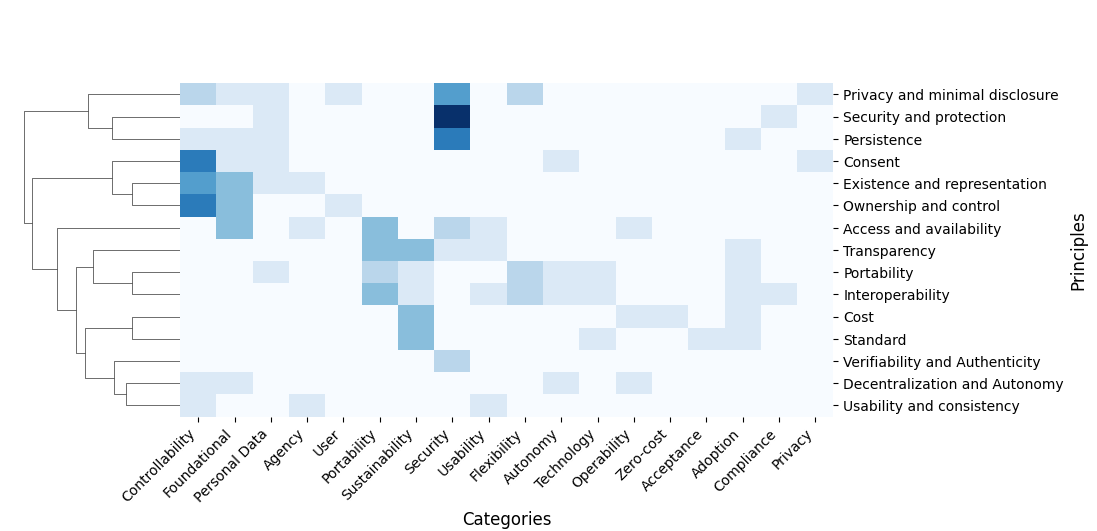 Privacy and minimal disclosure
Security and protection
Persistence
Consent
Existence and representation
Ownership and control
Access and availability
Transparency
Portability
Interoperability
Cost
Standard
Verifiability and Authenticity
Decentralization and Autonomy
Usability and consistency
Principles
Controllability
Foundational
Personal Data
Agency
User
Portability
Sustainability
Security
Usability
Flexibility
Autonomy
Technology
Operability
Zero-cost
Acceptance
Adoption
Compliance
Privacy
Categories